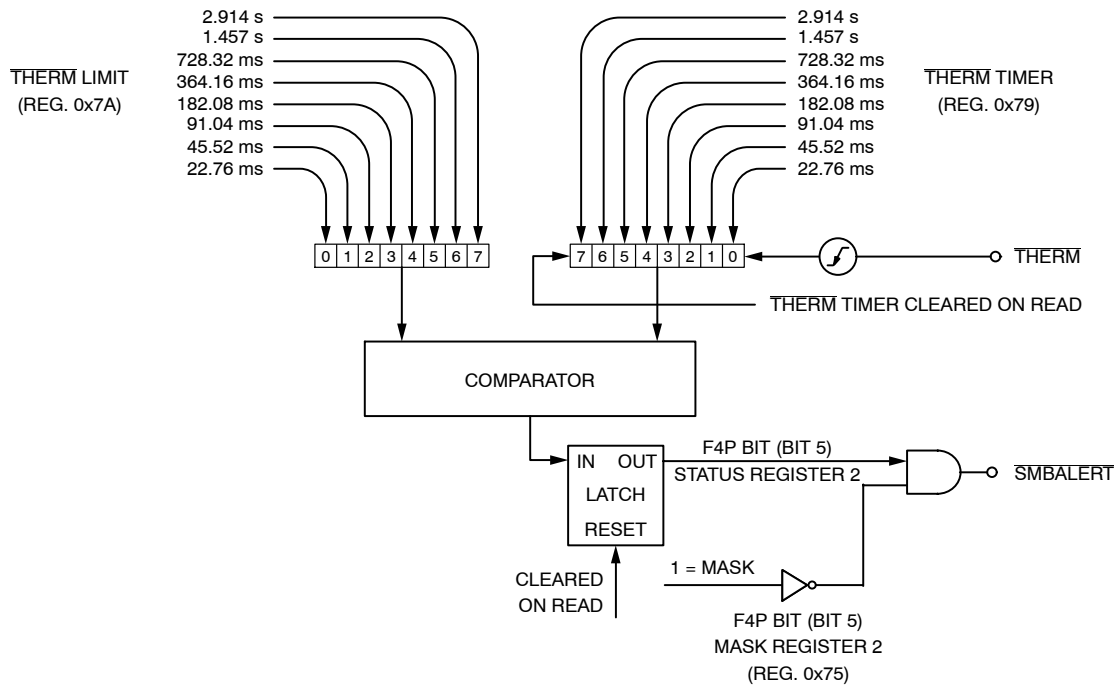 2.914 s
1.457 s
728.32 ms
364.16 ms
182.08 ms
91.04 ms
45.52 ms
22.76 ms
THERM LIMIT
(REG. 0x7A)
2.914 s
1.457 s
728.32 ms
364.16 ms
182.08 ms
91.04 ms
45.52 ms
22.76 ms
THERM TIMER
(REG. 0x79)
0 1 2 3 4 5 6 7
7 6 5 4 3 2 1 0
THERM
THERM TIMER CLEARED ON READ
COMPARATOR
IN OUT
LATCH
RESET
F4P BIT (BIT 5)
STATUS REGISTER 2
SMBALERT
CLEARED
ON READ
1 = MASK
F4P BIT (BIT 5)
MASK REGISTER 2
(REG. 0x75)